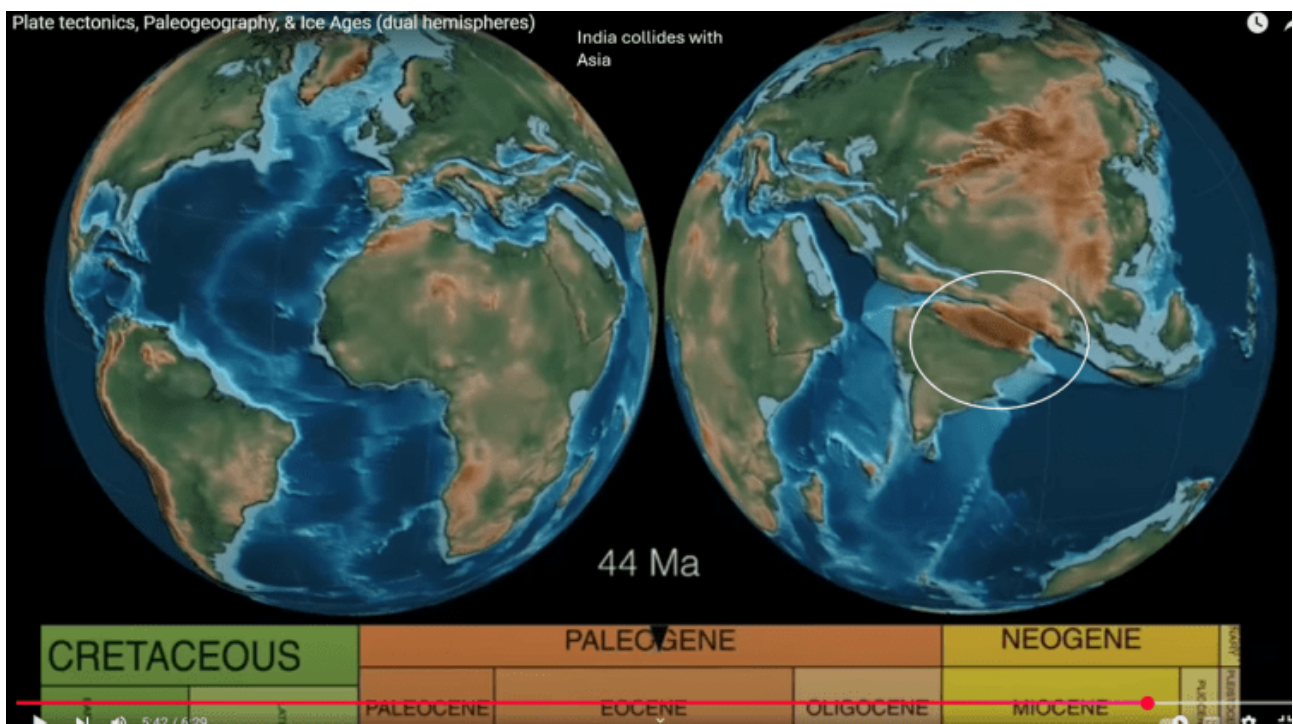 Plate tectonics, Paleogeography, & Ice Ages (dual hemispheres)
India collides with
Asia
44 Ma
CRETACEOUS
PALEOGENE
NEOGENE
PALEOCENE
EOCENE
OLIGOCENE
MIOCENE
5:42 / 6:29